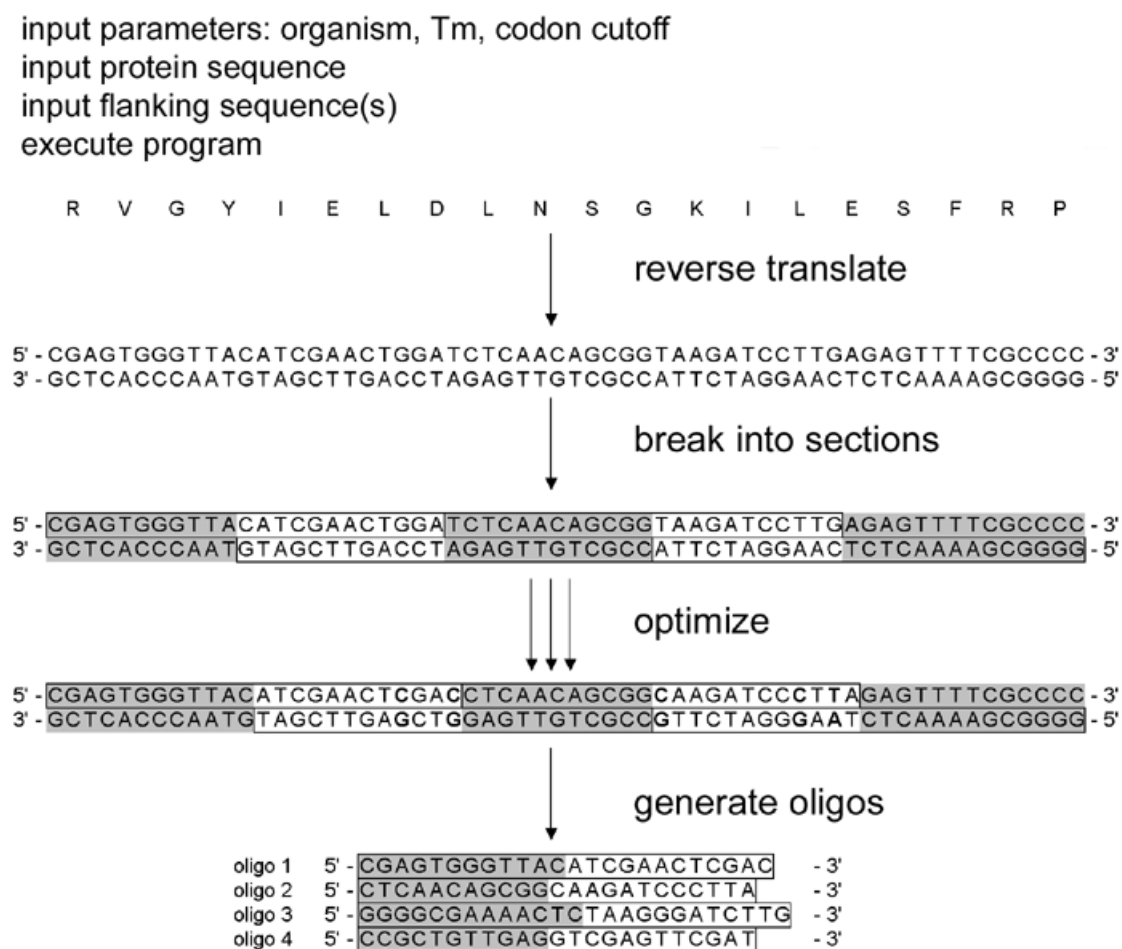 input parameters: organism, Tm, codon cutoff
input protein sequence
input flanking sequence(s)
execute program
R V G Y I E L D L N S G K I L E S F R P
reverse translate
5' - CGAGTGGGTTACATCGAACTGGATCTCAACAGCGGTAAGATCCTTGAGAGTTTTCGCCCC - 3'
3' - GCTCACCCAATGTAGCTTGACCTAGAGTTGTCGCCATTCTAGGAACTCTCAAAAGCGGGG - 5'
break into sections
5' - CGAGTGGGTTACATCGAACTGGATCTCAACAGCGGTAAGATCCTTGAGAGTTTTCGCCCC - 3'
3' - GCTCACCCAATGTAGCTTGACCTAGAGTTGTCGCCATTCTAGGAACTCTCAAAAGCGGGG - 5'
optimize
5' - CGAGTGGGTTACATCGAACTCGACCTCAACAGCGGCAAGATCCCTTAGAGTTTTCGCCCC - 3'
3' - GCTCACCCAATGTAGCTTGAGCTGGAGTTGTCGCCGTTCTAGGGAATCTCAAAAGCGGGG - 5'
generate oligos
oligo 1 5' - CGAGTGGGTTACATCGAACTCGAC - 3'
oligo 2 5' - CTCAACAGCGGCAAGATCCCTTA - 3'
oligo 3 5' - GGGGCGAAAACTCTAAGGGATCTTG - 3'
oligo 4 5' - CCGCTGTTGAGGTCGAGTTCGAT - 3'